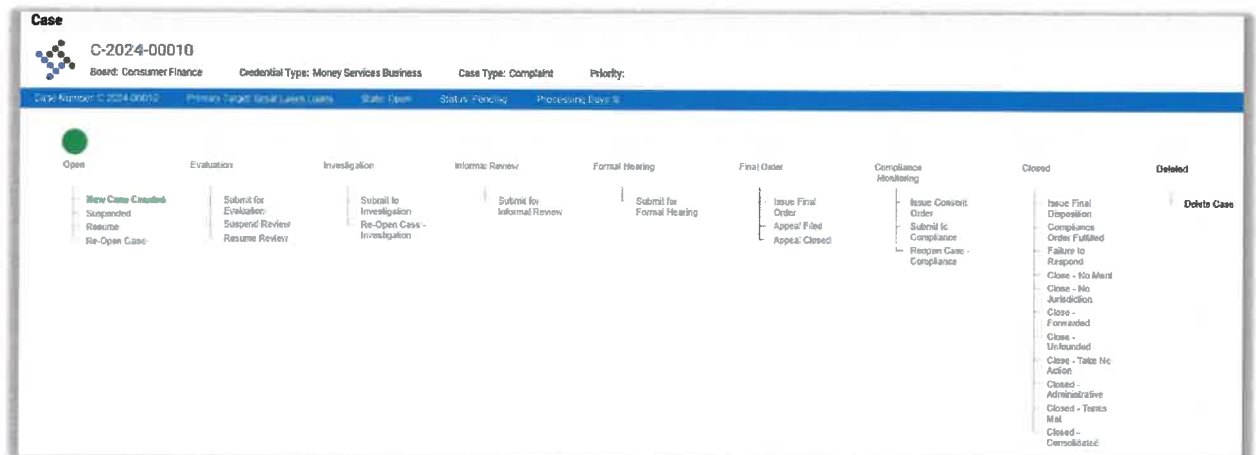 Case
C-2024-00010
Board: Consumer Finance Credential Type: Money Services Business Case Type: Complaint Priority:
Case Number: C-2024-00010 Primary Target: Loans State: Open Status: Pending Processing Days:
Open Evaluation Investigation Informal Review Formal Hearing Final Order Compliance Closed Deleted
Monitoring
New Case Created
Suspended
Resume
Re-Open Case
Submit for
Evaluation
Suspend Review
Resume Review
Submit to
Investigation
Re-Open Case -
Investigation
Submit for
Informal Review
Submit for
Formal Hearing
Issue Final
Order
Appeal Filed
Appeal Closed
Issue Consent
Order
Submit to
Compliance
Reopen Case -
Compliance
Issue Final
Disposition
Compliance
Order Fulfilled
Failure to
Respond
Close - No Merit
Close - No
Jurisdiction
Close -
Forwarded
Close -
Unfounded
Close - Take No
Action
Closed -
Administrative
Closed - Terms
Met
Closed -
Consolidated
Delete Case